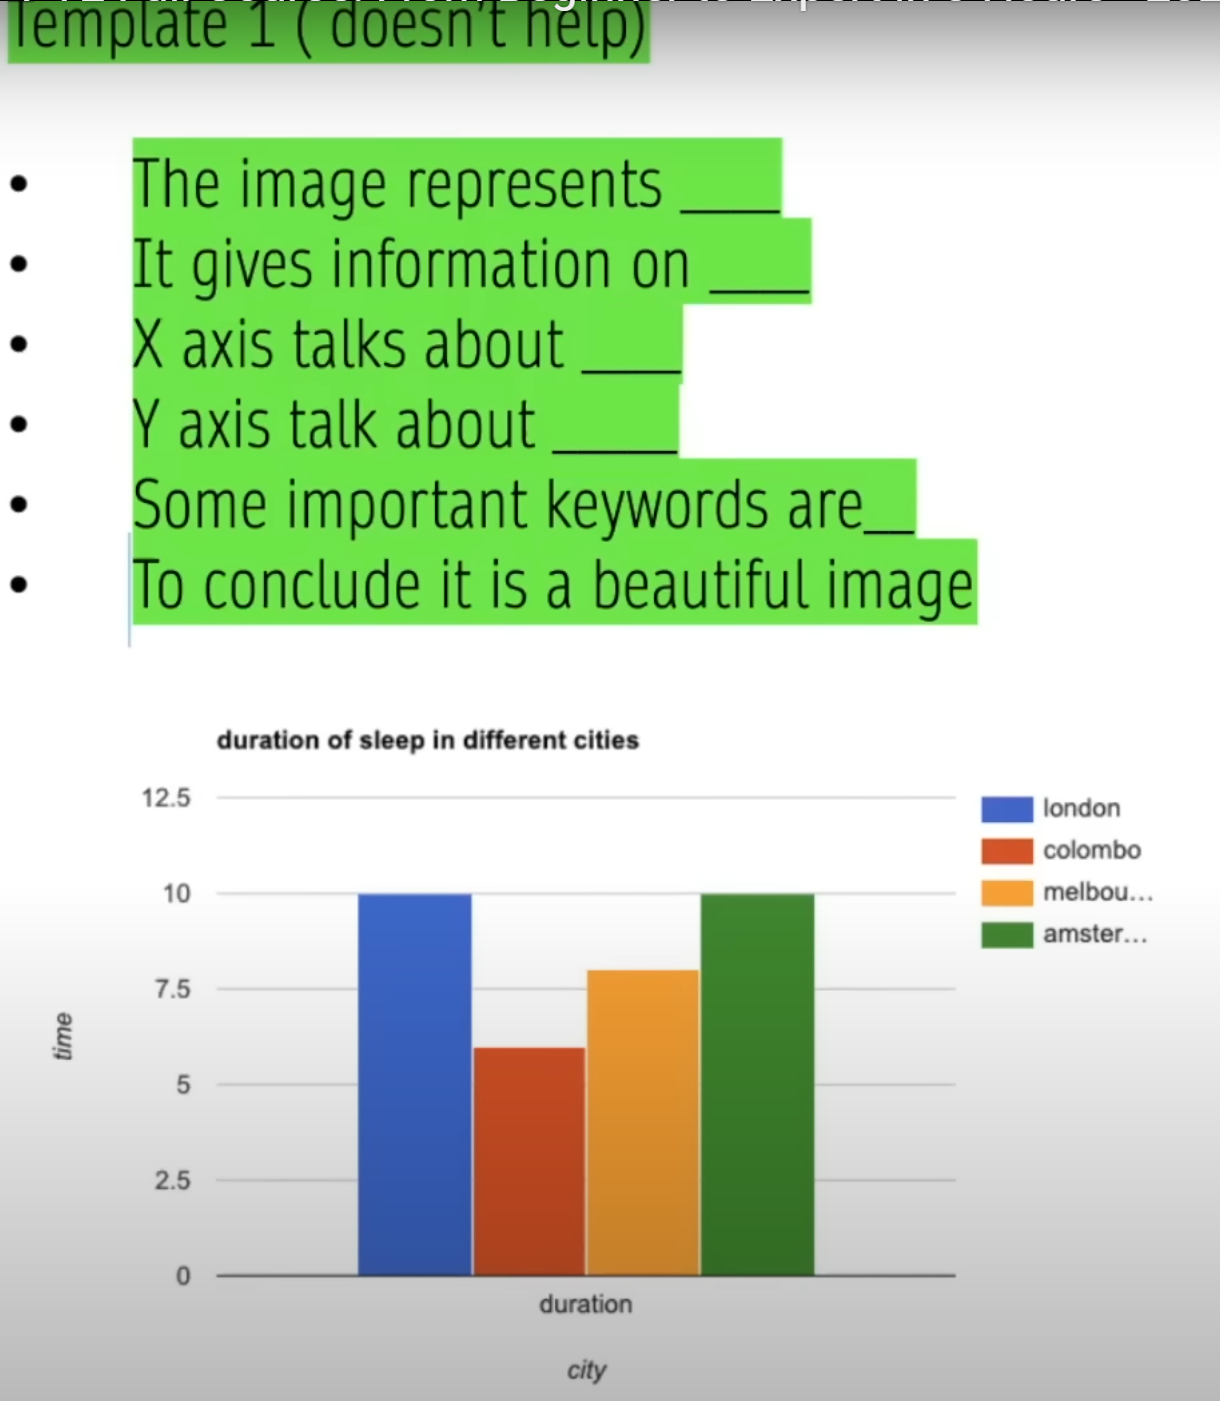 Template 1 ( doesn't help)
• The image represents ____
• It gives information on ____
• X axis talks about ____
• Y axis talk about _____
• Some important keywords are__
• To conclude it is a beautiful image
duration of sleep in different cities
12.5
10
7.5
5
2.5
0
time
duration
city
london
colombo
melbou...
amster...